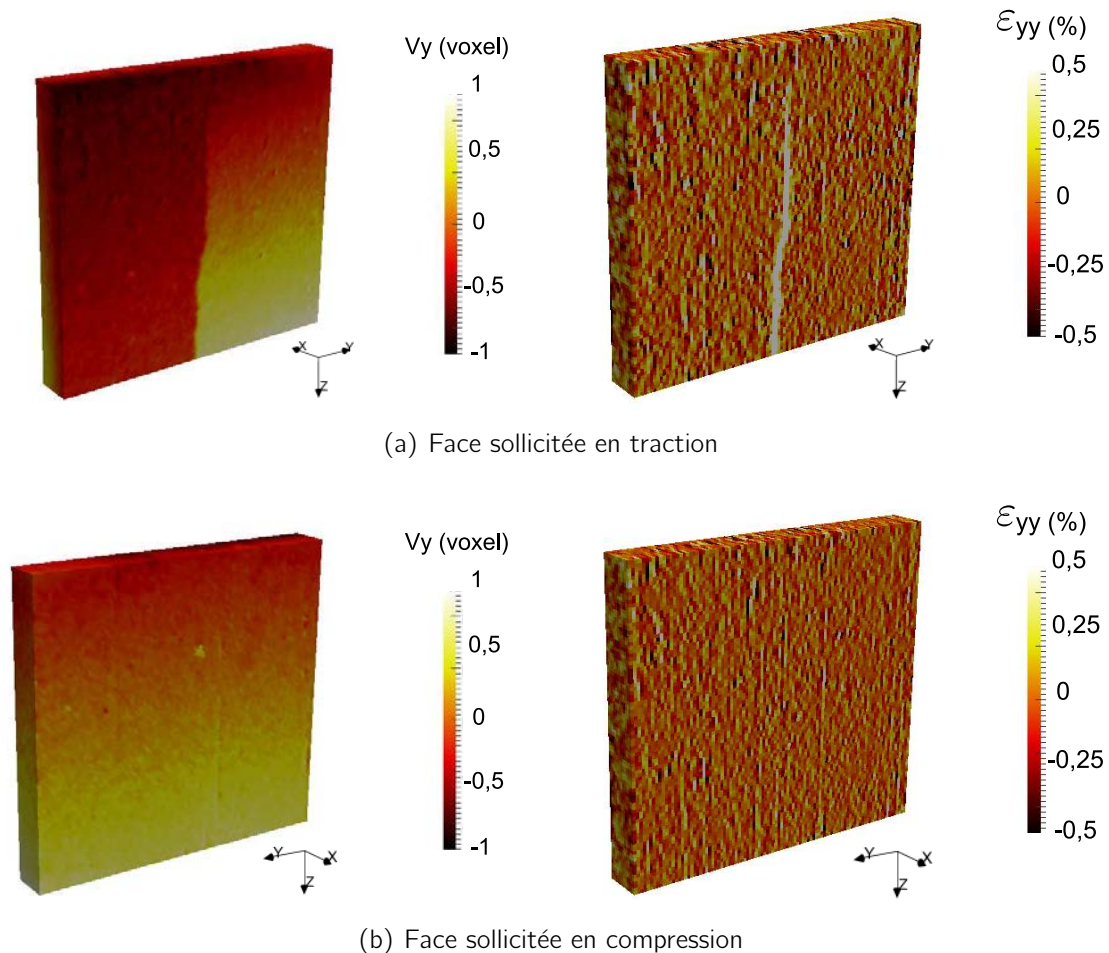 Vy (voxel)
1
0,5
0
-0,5
-1
X
Y
Z
εyy (%)
0,5
0,25
0
-0,25
-0,5
X
Y
Z
(a) Face sollicitée en traction
Vy (voxel)
1
0,5
0
-0,5
-1
Y
X
Z
εyy (%)
0,5
0,25
0
-0,25
-0,5
Y
X
Z
(b) Face sollicitée en compression